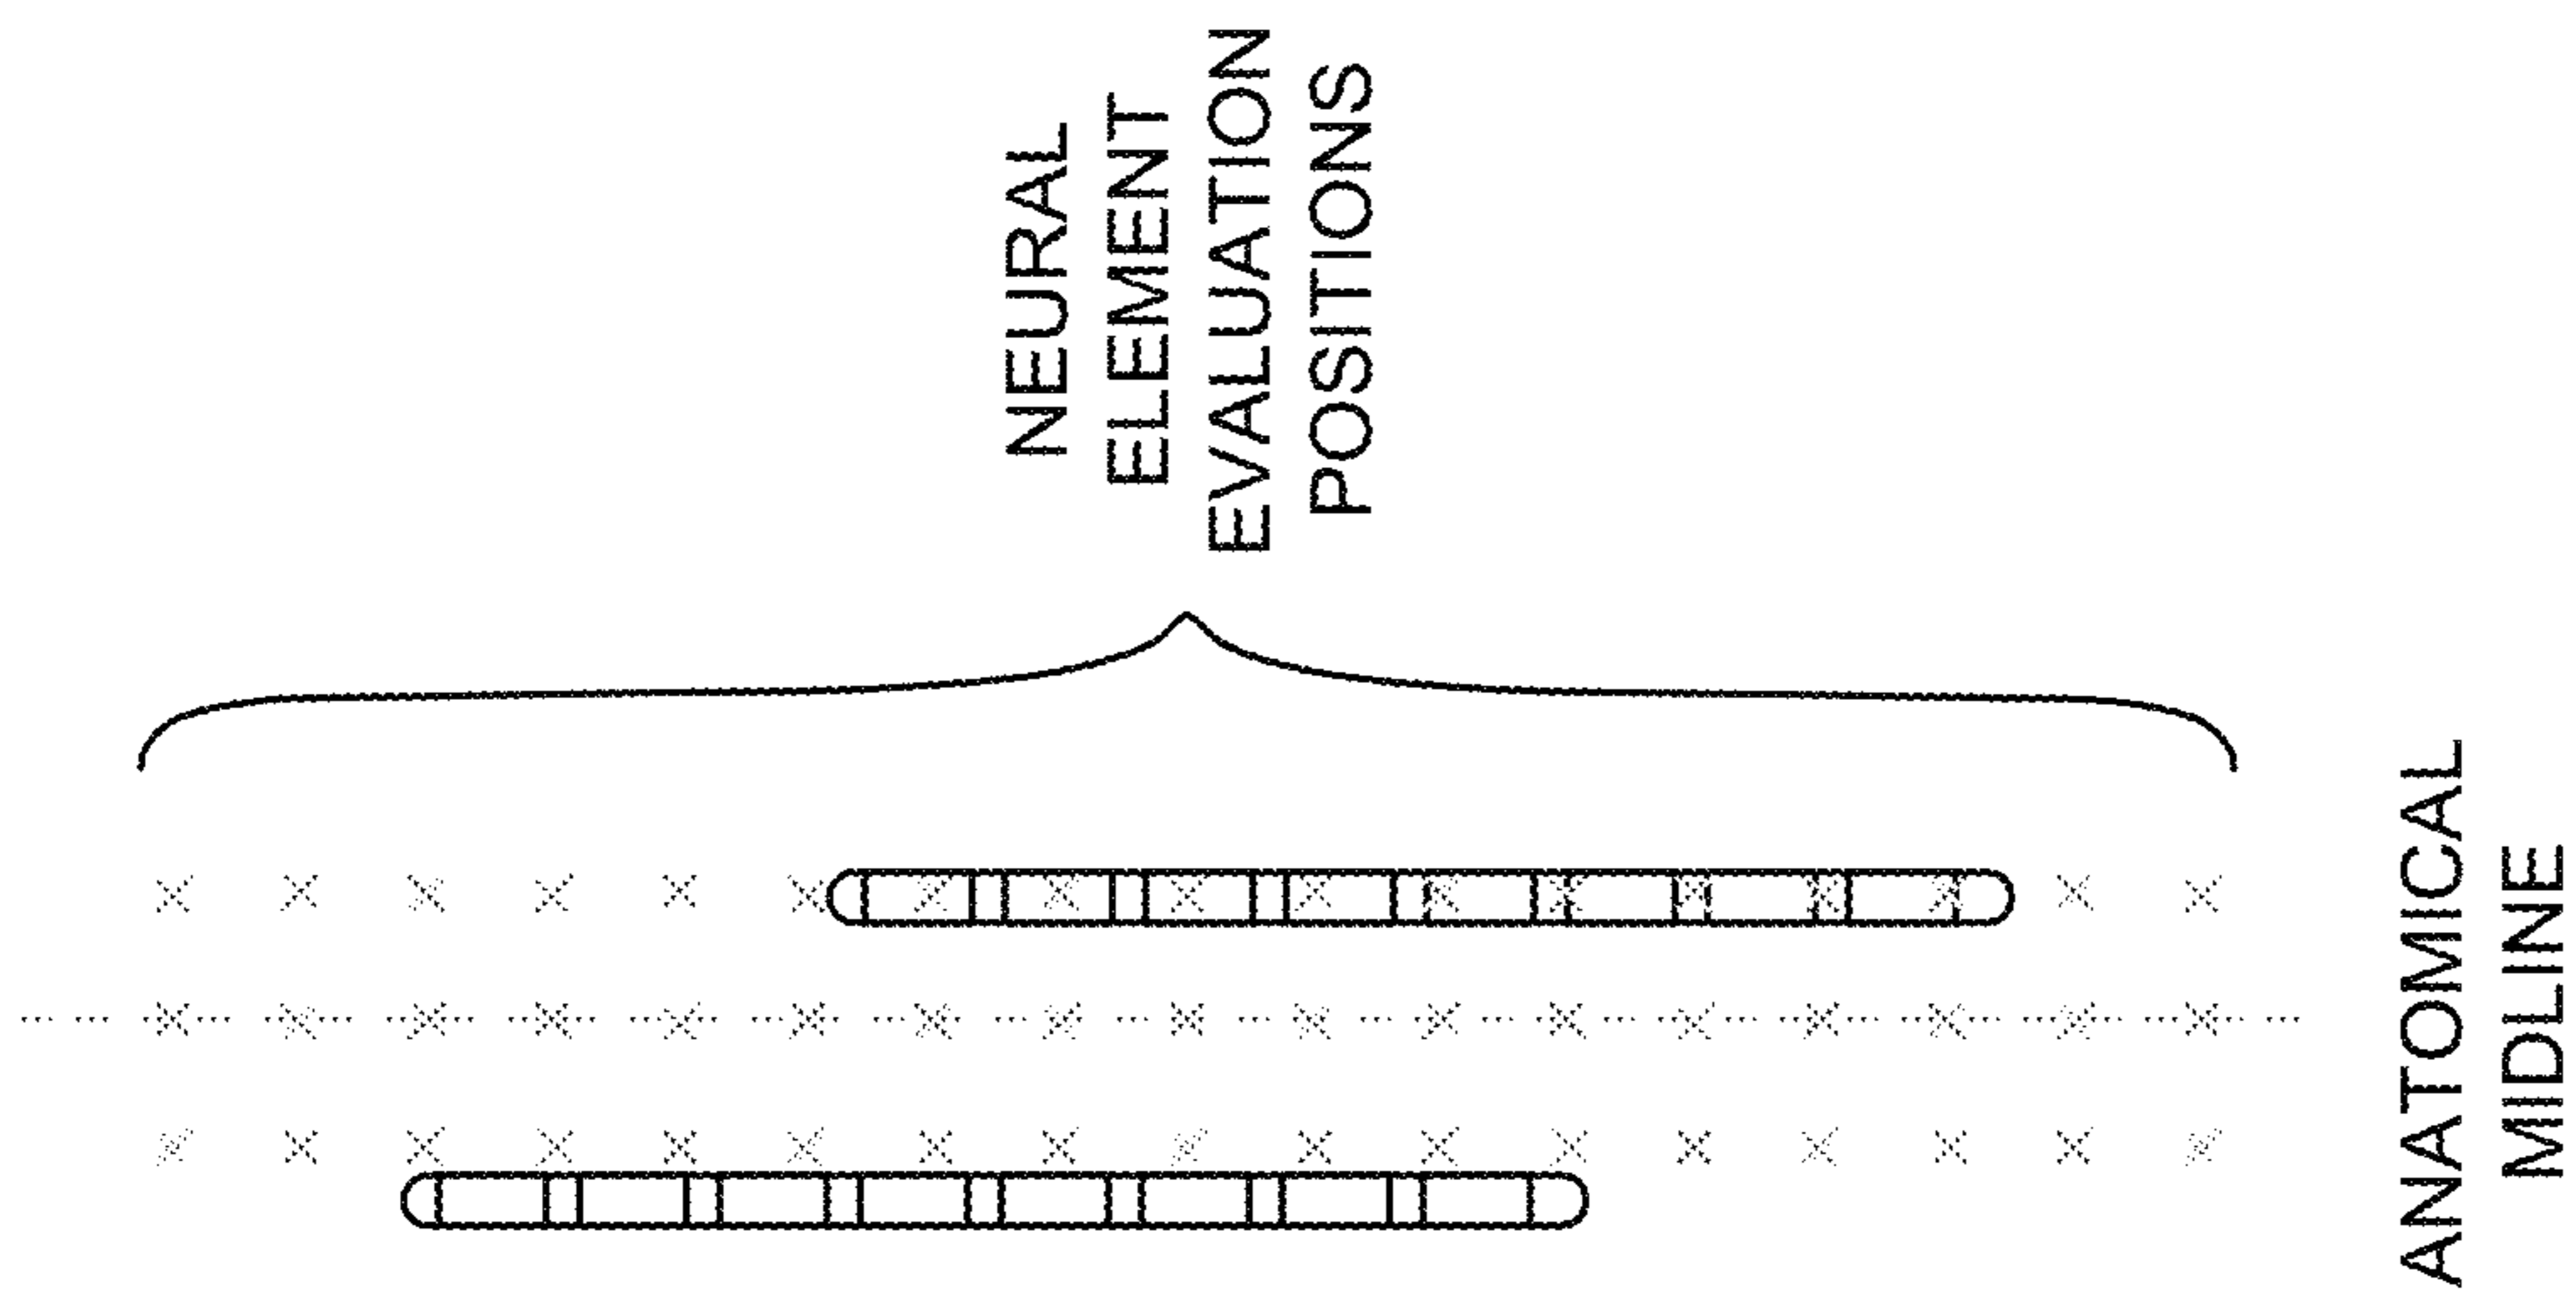 NEURAL
ELEMENT
EVALUATION
POSITIONS
ANATOMICAL
MIDLINE